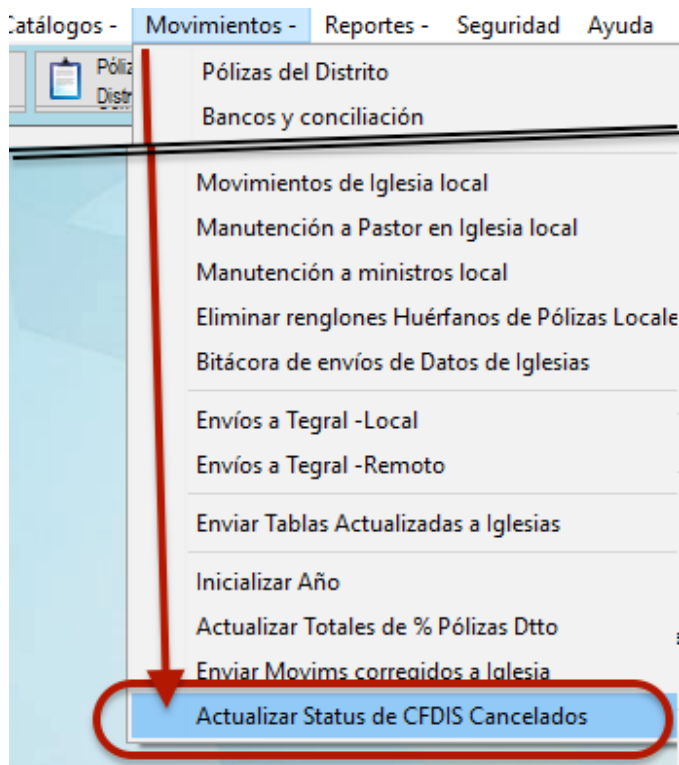 Catálogos -  Movimientos -  Reportes -  Seguridad  Ayuda
Póliz
Distr
Pólizas del Distrito
Bancos y conciliación
Movimientos de Iglesia local
Manutención a Pastor en Iglesia local
Manutención a ministros local
Eliminar renglones Huérfanos de Pólizas Locale
Bitácora de envíos de Datos de Iglesias
Envíos a Tegral -Local
Envíos a Tegral -Remoto
Enviar Tablas Actualizadas a Iglesias
Inicializar Año
Actualizar Totales de % Pólizas Dtto
Enviar Movims corregidos a Iglesia
Actualizar Status de CFDIS Cancelados